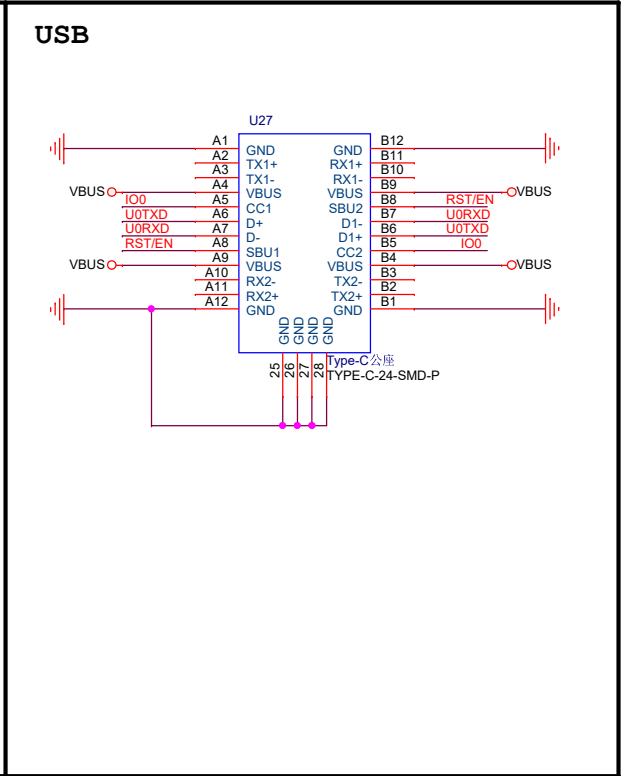 USB
U27
A1 GND GND B12
A2 TX1+ RX1+ B11
A3 TX1- RX1- B10
VBUS A4 VBUS VBUS B9 VBUS
IO0 A5 CC1 SBU2 B8 RST/EN
U0TXD A6 D+ D1- B7 U0RXD
U0RXD A7 D- D1+ B6 U0TXD
RST/EN A8 SBU1 CC2 B5 IO0
VBUS A9 VBUS VBUS B4 VBUS
A10 RX2- TX2- B3
A11 RX2+ TX2+ B2
A12 GND GND B1
GND GND GND GND
25 26 27 28
Type-C公座
TYPE-C-24-SMD-P